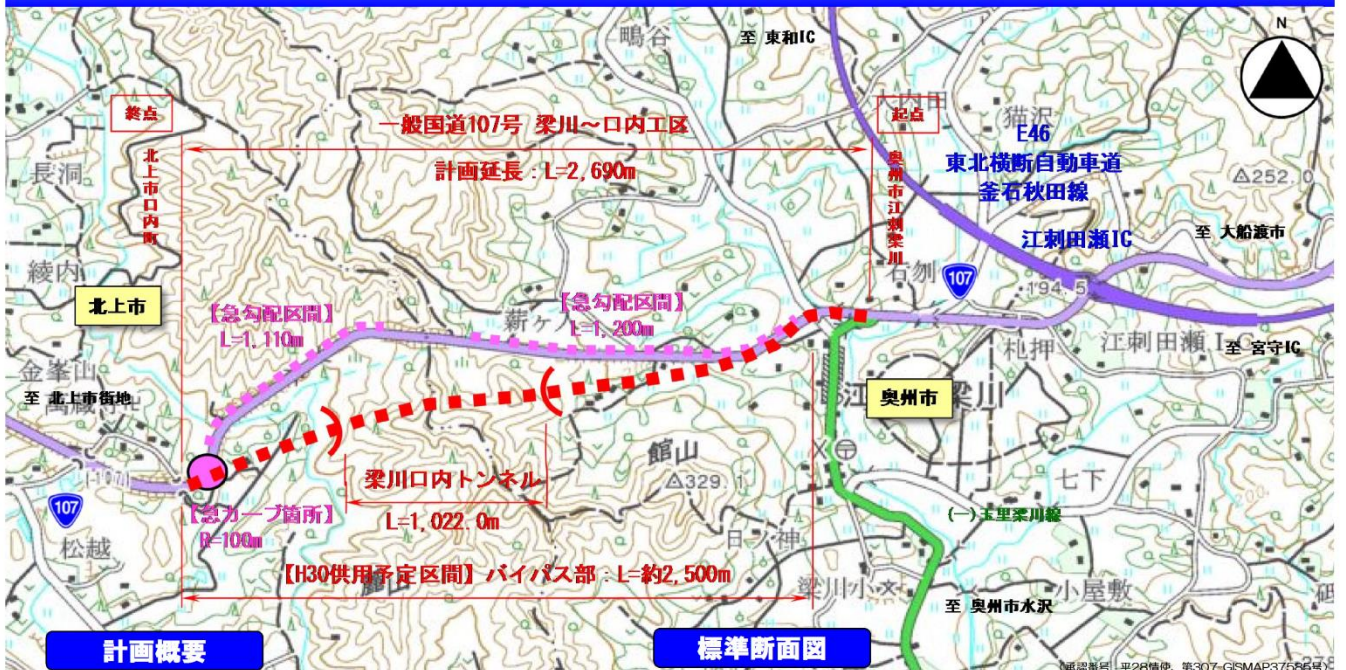 鴨谷
至 東和IC
N
内田
終点
起点
猫沢
一般国道107号 梁川～口内工区
E46
東北横断自動車道
釜石秋田線
計画延長：L=2,690m
長洞
北上市口内町
奥州市江刺梁川
△252.0
江刺田瀬IC
至 大船渡市
綾内
石刎
107
194.5
北上市
【急勾配区間】
L=1,110m
【急勾配区間】
L=1,200m
札押
江刺田瀬I
至 宮守IC
金峯山
至 北上市街地
奥州市
梁川
館山
△329.1
梁川口内トンネル
L=1,022.0m
七下
107
【急カーブ箇所】
R=100m
(一)玉里梁川線
松越
日ノ神
【H30供用予定区間】バイパス部：L=約2,500m
梁川小
小屋敷
至 奥州市水沢
計画概要
標準断面図